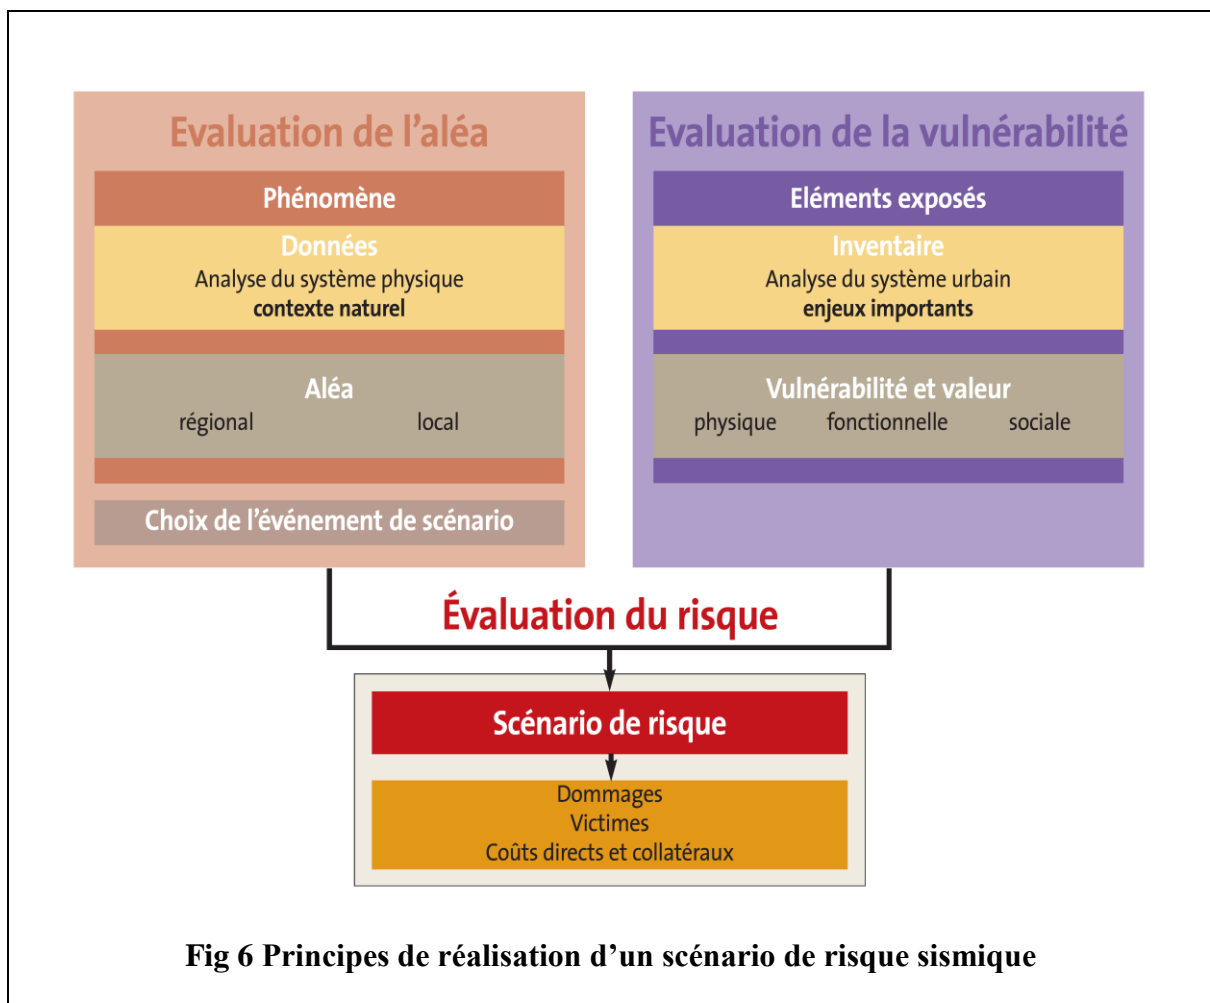 Evaluation de l'aléa
Phénomène
Données
Analyse du système physique
contexte naturel
Aléa
régional local
Choix de l'événement de scénario
Evaluation de la vulnérabilité
Eléments exposés
Inventaire
Analyse du système urbain
enjeux importants
Vulnérabilité et valeur
physique fonctionnelle sociale
Évaluation du risque
Scénario de risque
Dommages
Victimes
Coûts directs et collatéraux
Fig 6 Principes de réalisation d'un scénario de risque sismique